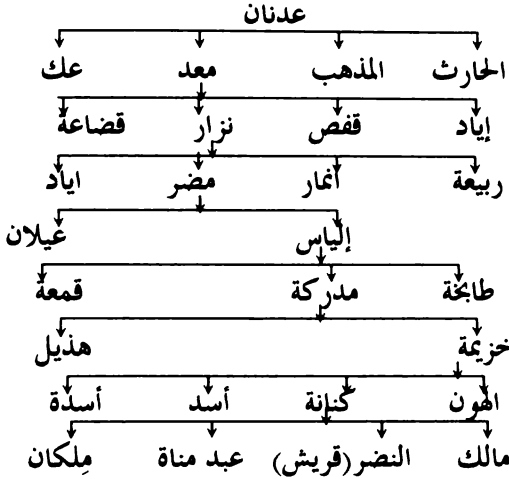 عدنان
الحارث المذهب معد عك
إياد قفص نزار قضاعة
ربيعة أنمار مضر اياد
إلياس عيلان
طابخة مدركة قمعة
خزيمة هذيل
الهون كنانة أسد أسدة
مالك النضر (قريش) عبد مناة مِلكان